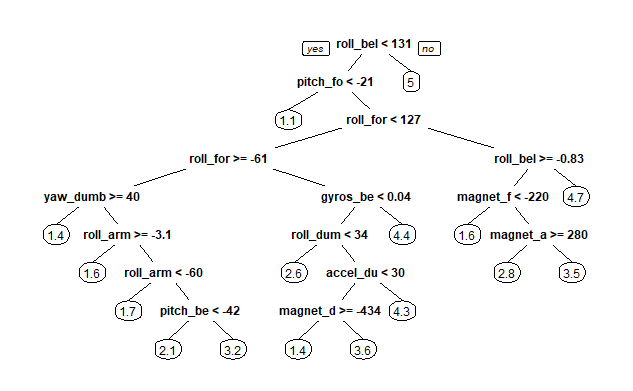 yes roll_bel < 131 no
pitch_fo < -21 5
1.1 roll_for < 127
roll_for >= -61 roll_bel >= -0.83
yaw_dumb >= 40 gyros_be < 0.04 magnet_f < -220 4.7
1.4 roll_arm >= -3.1 roll_dum < 34 4.4 1.6 magnet_a >= 280
1.6 roll_arm < -60 2.6 accel_du < 30 2.8 3.5
1.7 pitch_be < -42 magnet_d >= -434 4.3
2.1 3.2 1.4 3.6